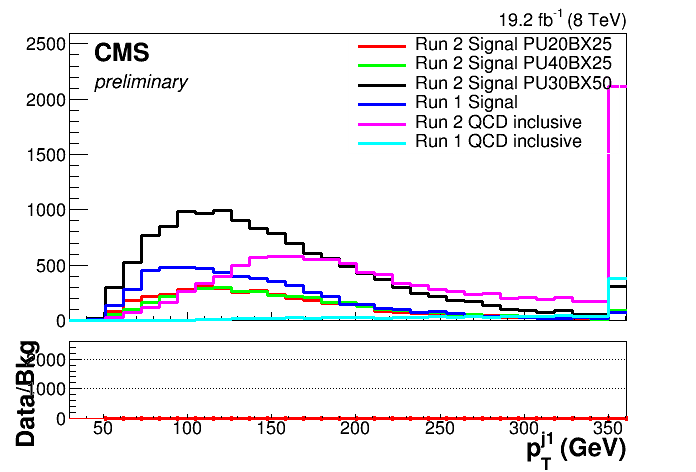 19.2 fb-1 (8 TeV)
CMS
preliminary
Run 2 Signal PU20BX25
Run 2 Signal PU40BX25
Run 2 Signal PU30BX50
Run 1 Signal
Run 2 QCD inclusive
Run 1 QCD inclusive
2500
2000
1500
1000
500
0
Data/Bkg
2000
1000
0
50 100 150 200 250 300 350
pTj1 (GeV)